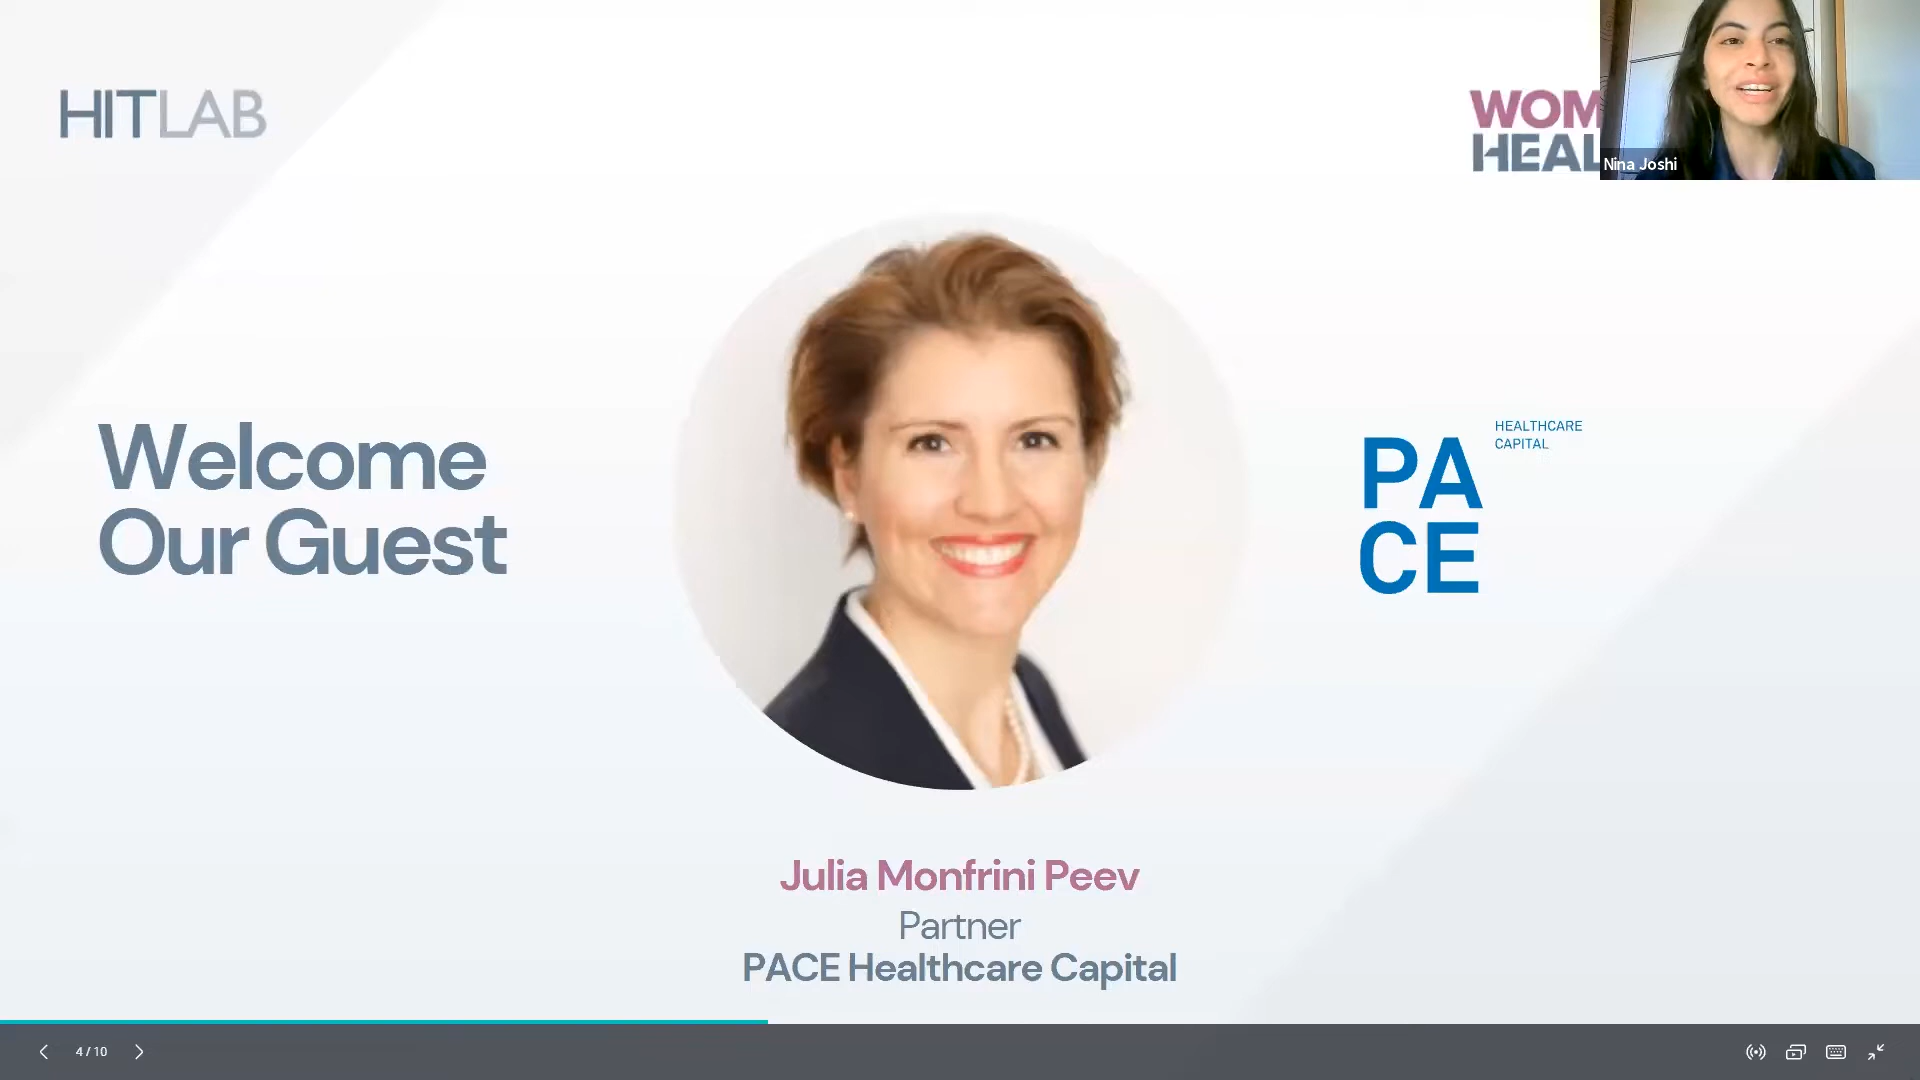 HITLAB
WOM
HEAL
Nina Joshi
Welcome
Our Guest
HEALTHCARE
CAPITAL
PA
CE
Julia Monfrini Peev
Partner
PACE Healthcare Capital
4 / 10